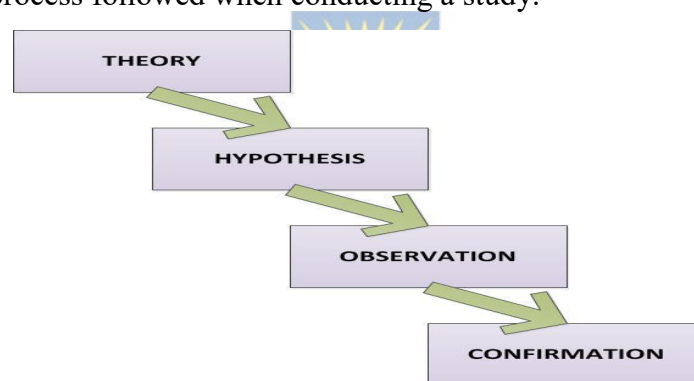 process followed when conducting a study.
THEORY
HYPOTHESIS
OBSERVATION
CONFIRMATION